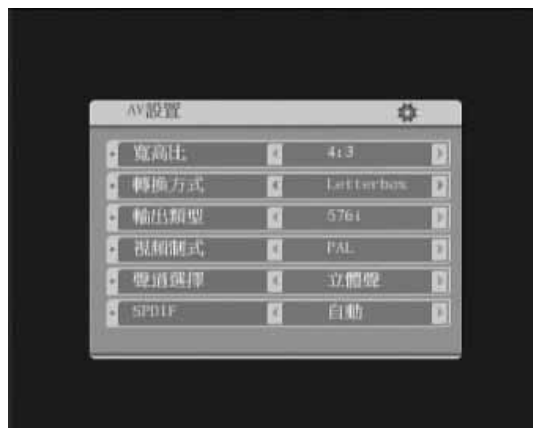 AV設置
寬高比 4:3
轉換方式 Letterbox
輸出類型 576i
視頻制式 PAL
聲道選擇 立體聲
SPDIF 自動